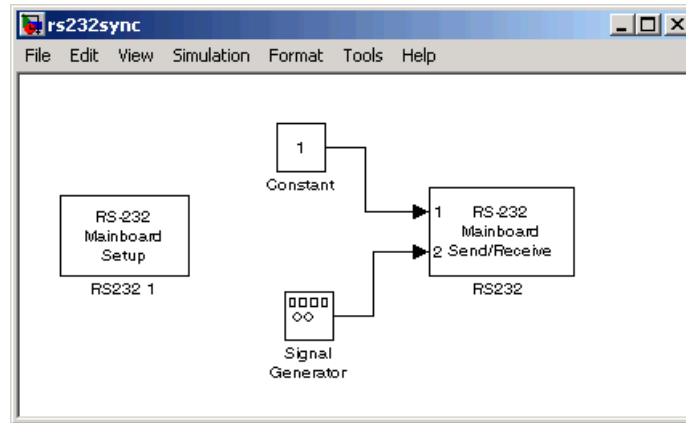 rs232sync
File Edit View Simulation Format Tools Help
1
Constant
RS-232
Mainboard
Setup
RS232 1
1 RS-232
Mainboard
2 Send/Receive
RS232
Signal
Generator